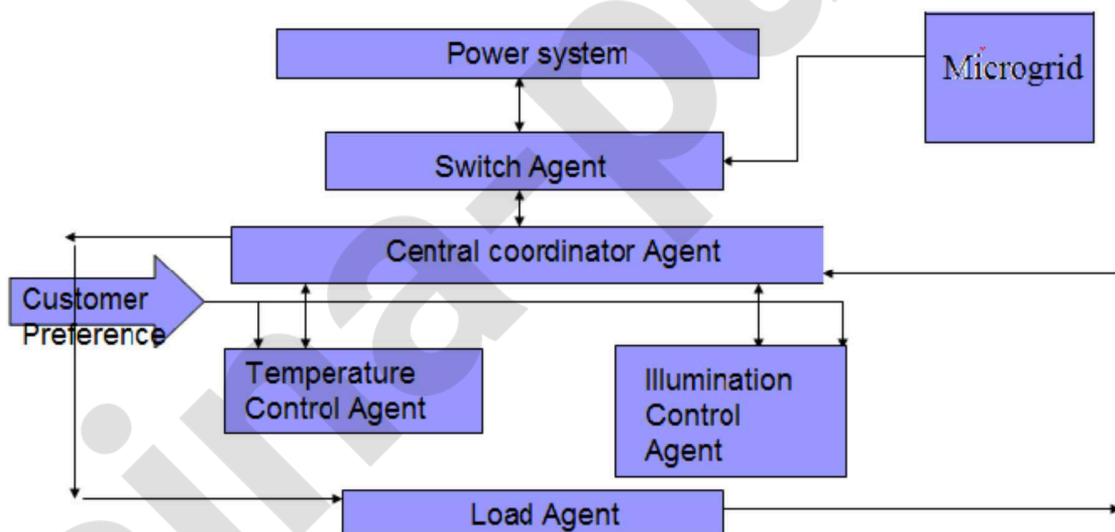 Power system
Microgrid
Switch Agent
Central coordinator Agent
Customer
Preference
Temperature
Control Agent
Illumination
Control
Agent
Load Agent